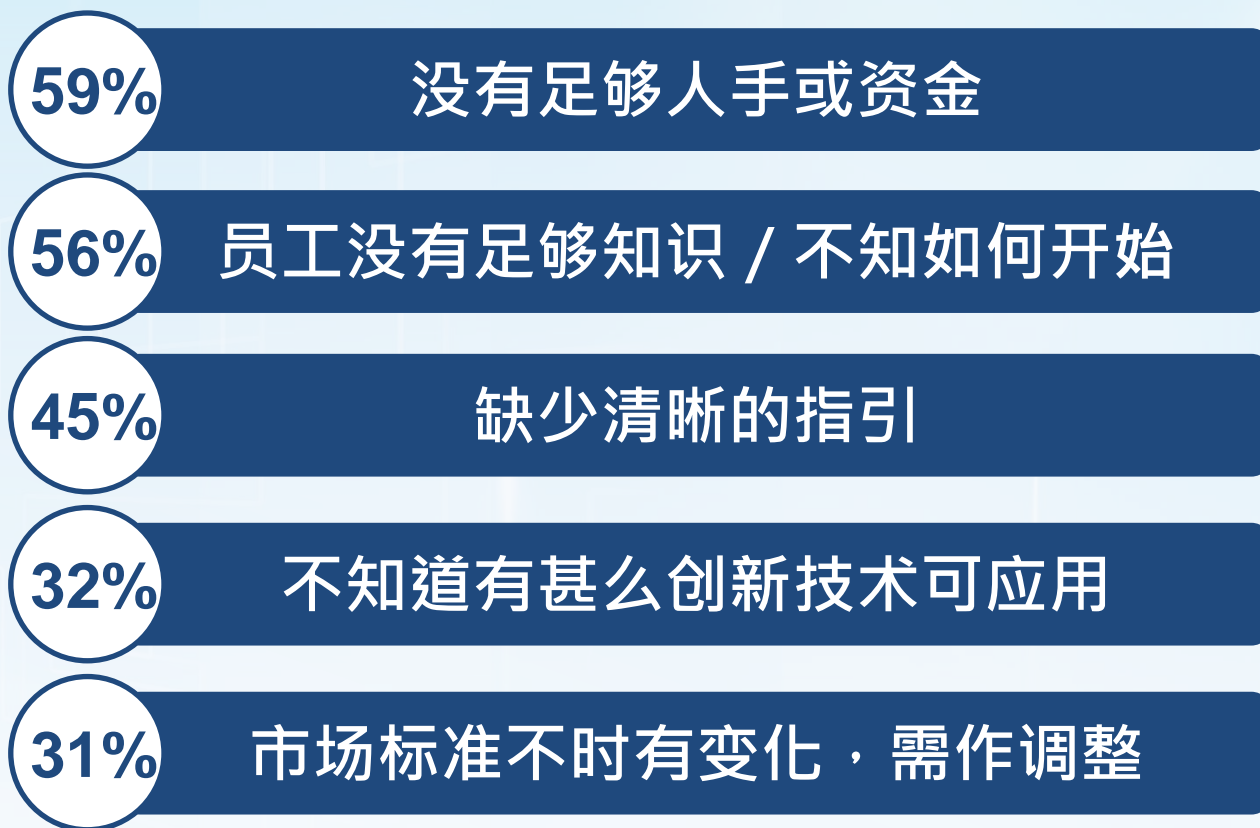 59% 没有足够人手或资金
56% 员工没有足够知识 / 不知如何开始
45% 缺少清晰的指引
32% 不知道有甚么创新技术可应用
31% 市场标准不时有变化，需作调整